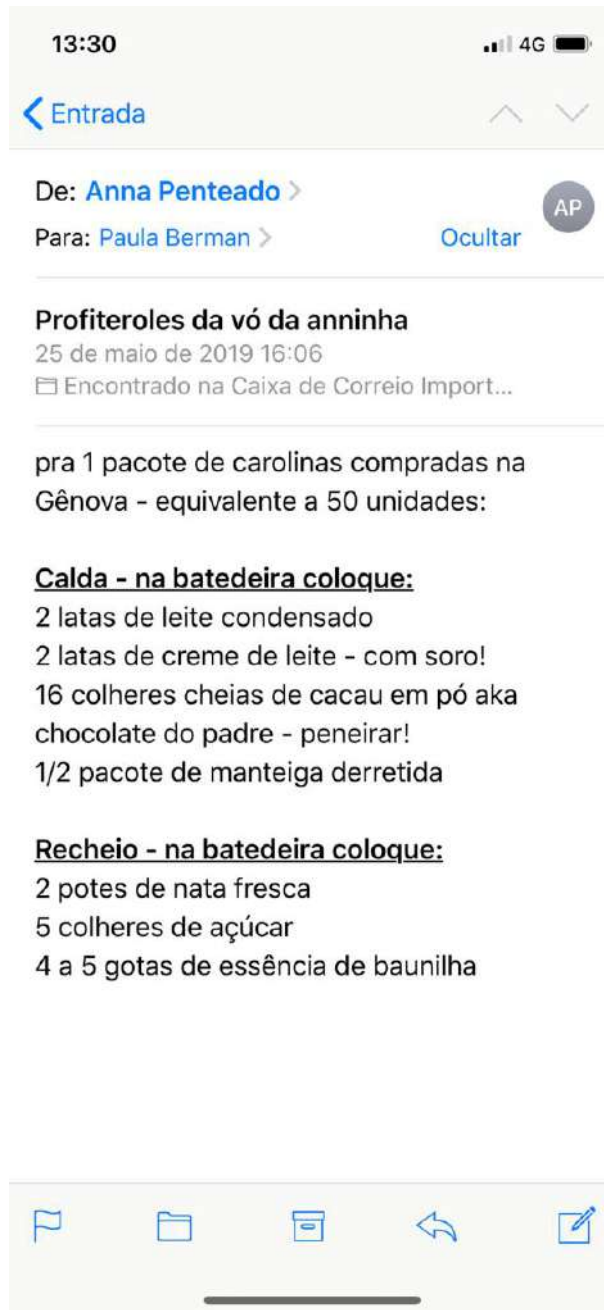 13:30
4G
Entrada
De: Anna Penteado
AP
Para: Paula Berman
Ocultar
Profiteroles da vó da anninha
25 de maio de 2019 16:06
Encontrado na Caixa de Correio Import...
pra 1 pacote de carolinas compradas na
Gênova - equivalente a 50 unidades:
Calda - na batedeira coloque:
2 latas de leite condensado
2 latas de creme de leite - com soro!
16 colheres cheias de cacau em pó aka
chocolate do padre - peneirar!
1/2 pacote de manteiga derretida
Recheio - na batedeira coloque:
2 potes de nata fresca
5 colheres de açúcar
4 a 5 gotas de essência de baunilha